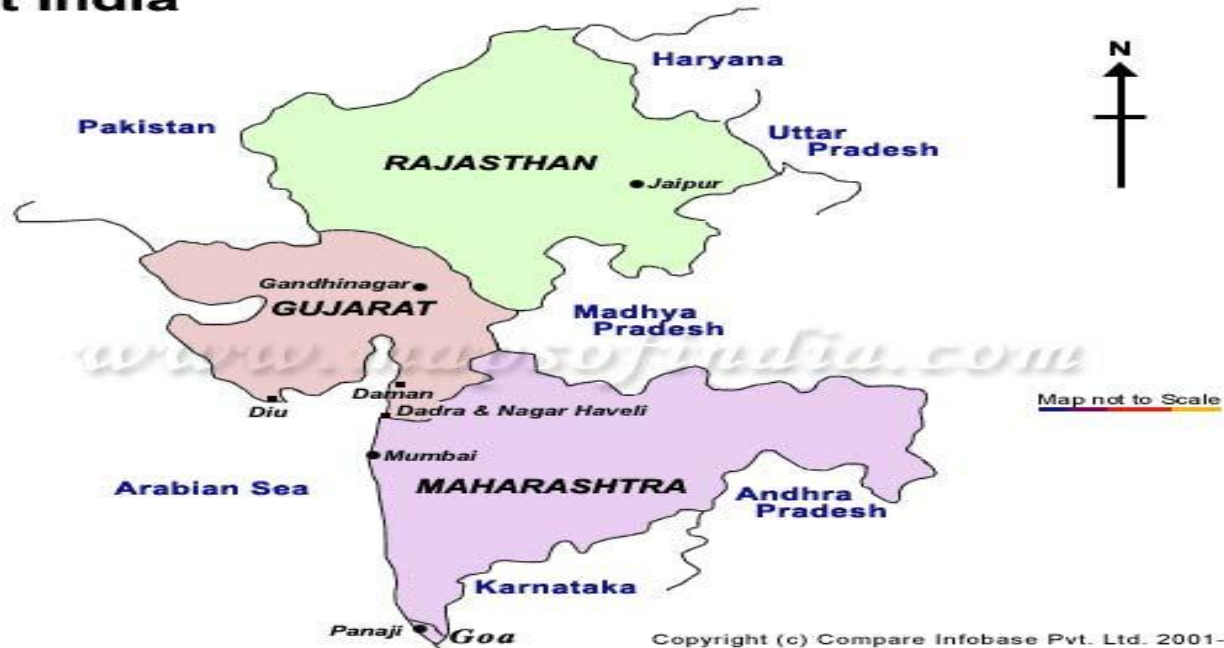 t India
Haryana
N
Pakistan
Uttar
Pradesh
RAJASTHAN
Jaipur
Gandhinagar
GUJARAT
Madhya
Pradesh
www.mapsofindia.com
Daman
Diu
Dadra & Nagar Haveli
Map not to Scale
Mumbai
Arabian Sea
MAHARASHTRA
Andhra
Pradesh
Karnataka
Panaji
Goa
Copyright (c) Compare Infobase Pvt. Ltd. 2001-